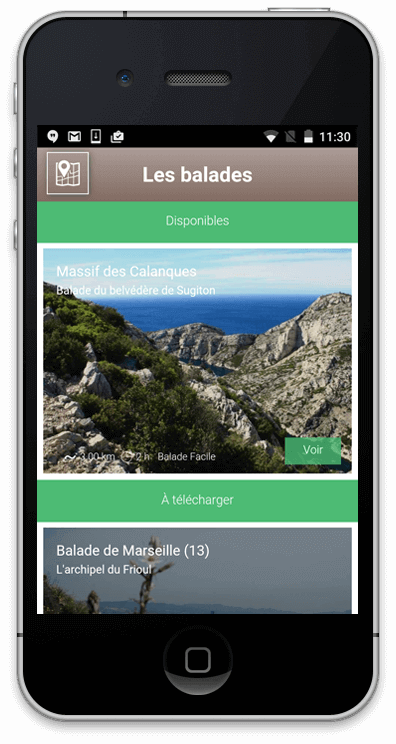 11:30
Les balades
Disponibles
Massif des Calanques
Balade du belvédère de Sugiton
3,00 km 2 h Balade Facile
Voir
À télécharger
Balade de Marseille (13)
L'archipel du Frioul